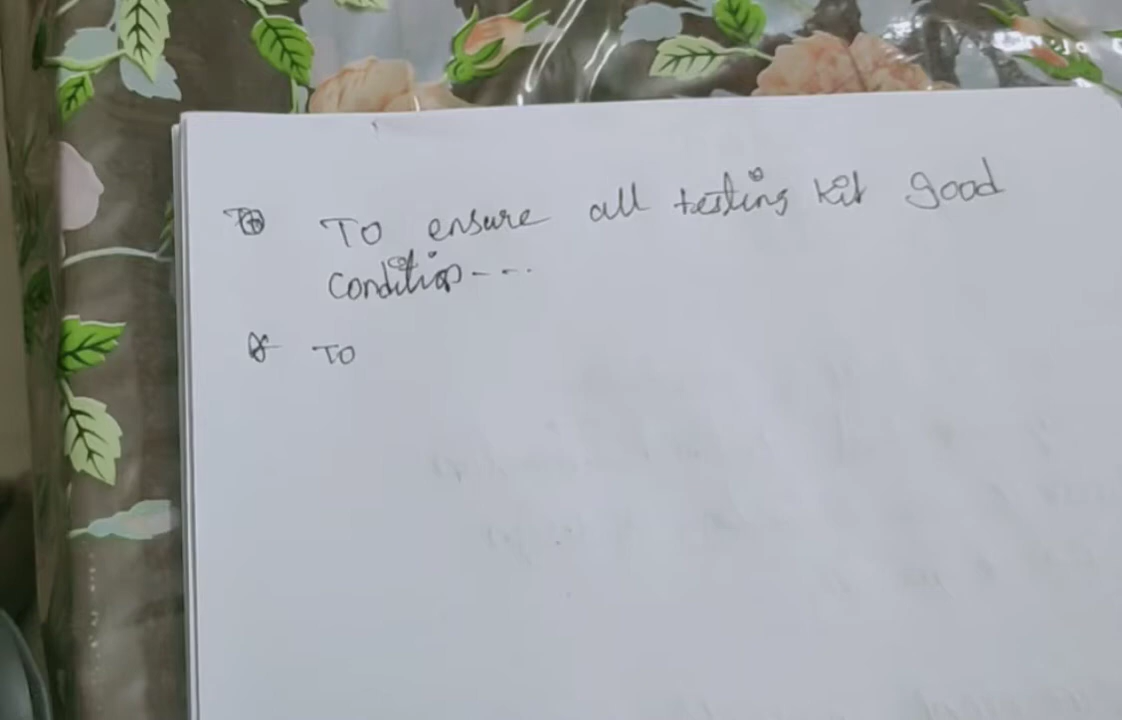 To ensure all testing kit good
condition---.
To